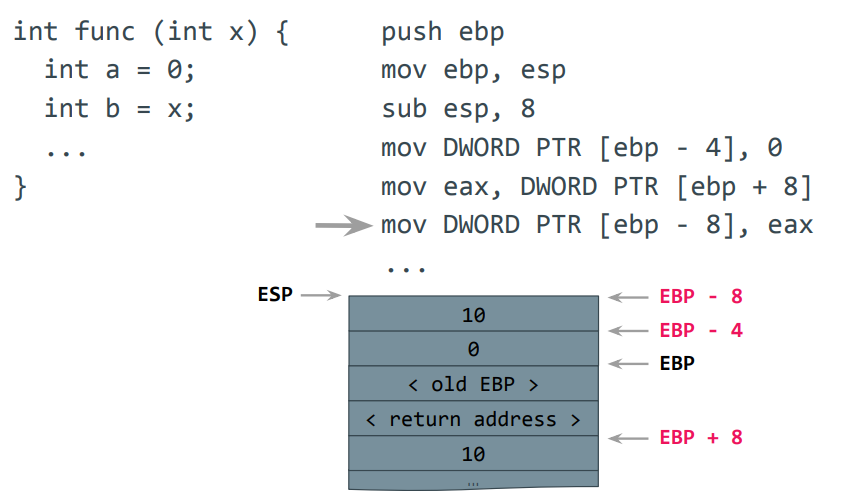 int func (int x) {
int a = 0;
int b = x;
...
}
push ebp
mov ebp, esp
sub esp, 8
mov DWORD PTR [ebp - 4], 0
mov eax, DWORD PTR [ebp + 8]
mov DWORD PTR [ebp - 8], eax
...
ESP
10
0
< old EBP >
< return address >
10
...
EBP - 8
EBP - 4
EBP
EBP + 8